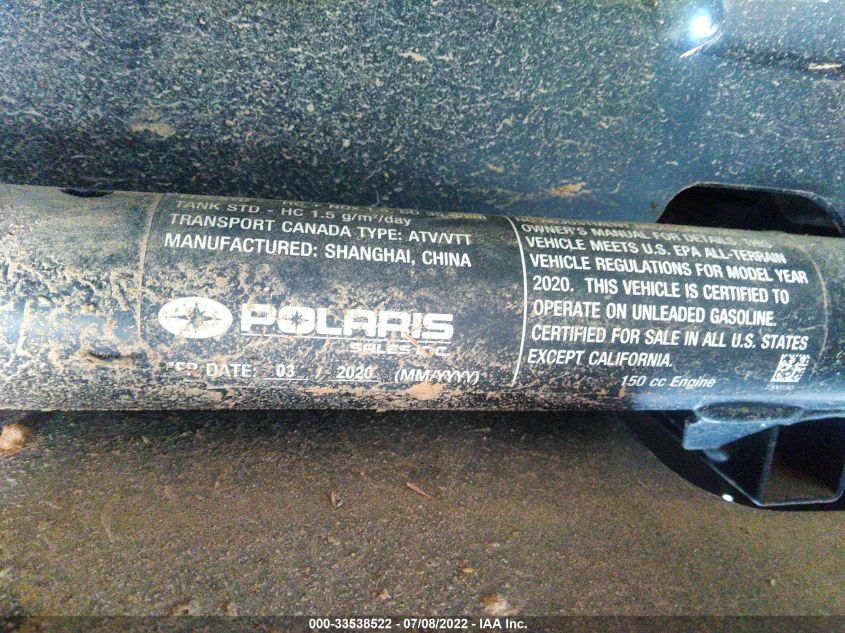 TANK STD - HC 1.5 g/m²/day
TRANSPORT CANADA TYPE: ATV/VTT
MANUFACTURED: SHANGHAI, CHINA
POLARIS
SALES INC.
DATE: 03 / 2020 (MM/YYYY)
OWNER'S MANUAL FOR DETAILS. THIS
VEHICLE MEETS U.S. EPA ALL-TERRAIN
VEHICLE REGULATIONS FOR MODEL YEAR
2020. THIS VEHICLE IS CERTIFIED TO
OPERATE ON UNLEADED GASOLINE.
CERTIFIED FOR SALE IN ALL U.S. STATES
EXCEPT CALIFORNIA.
150 cc Engine
000-33538522 - 07/08/2022 - IAA Inc.